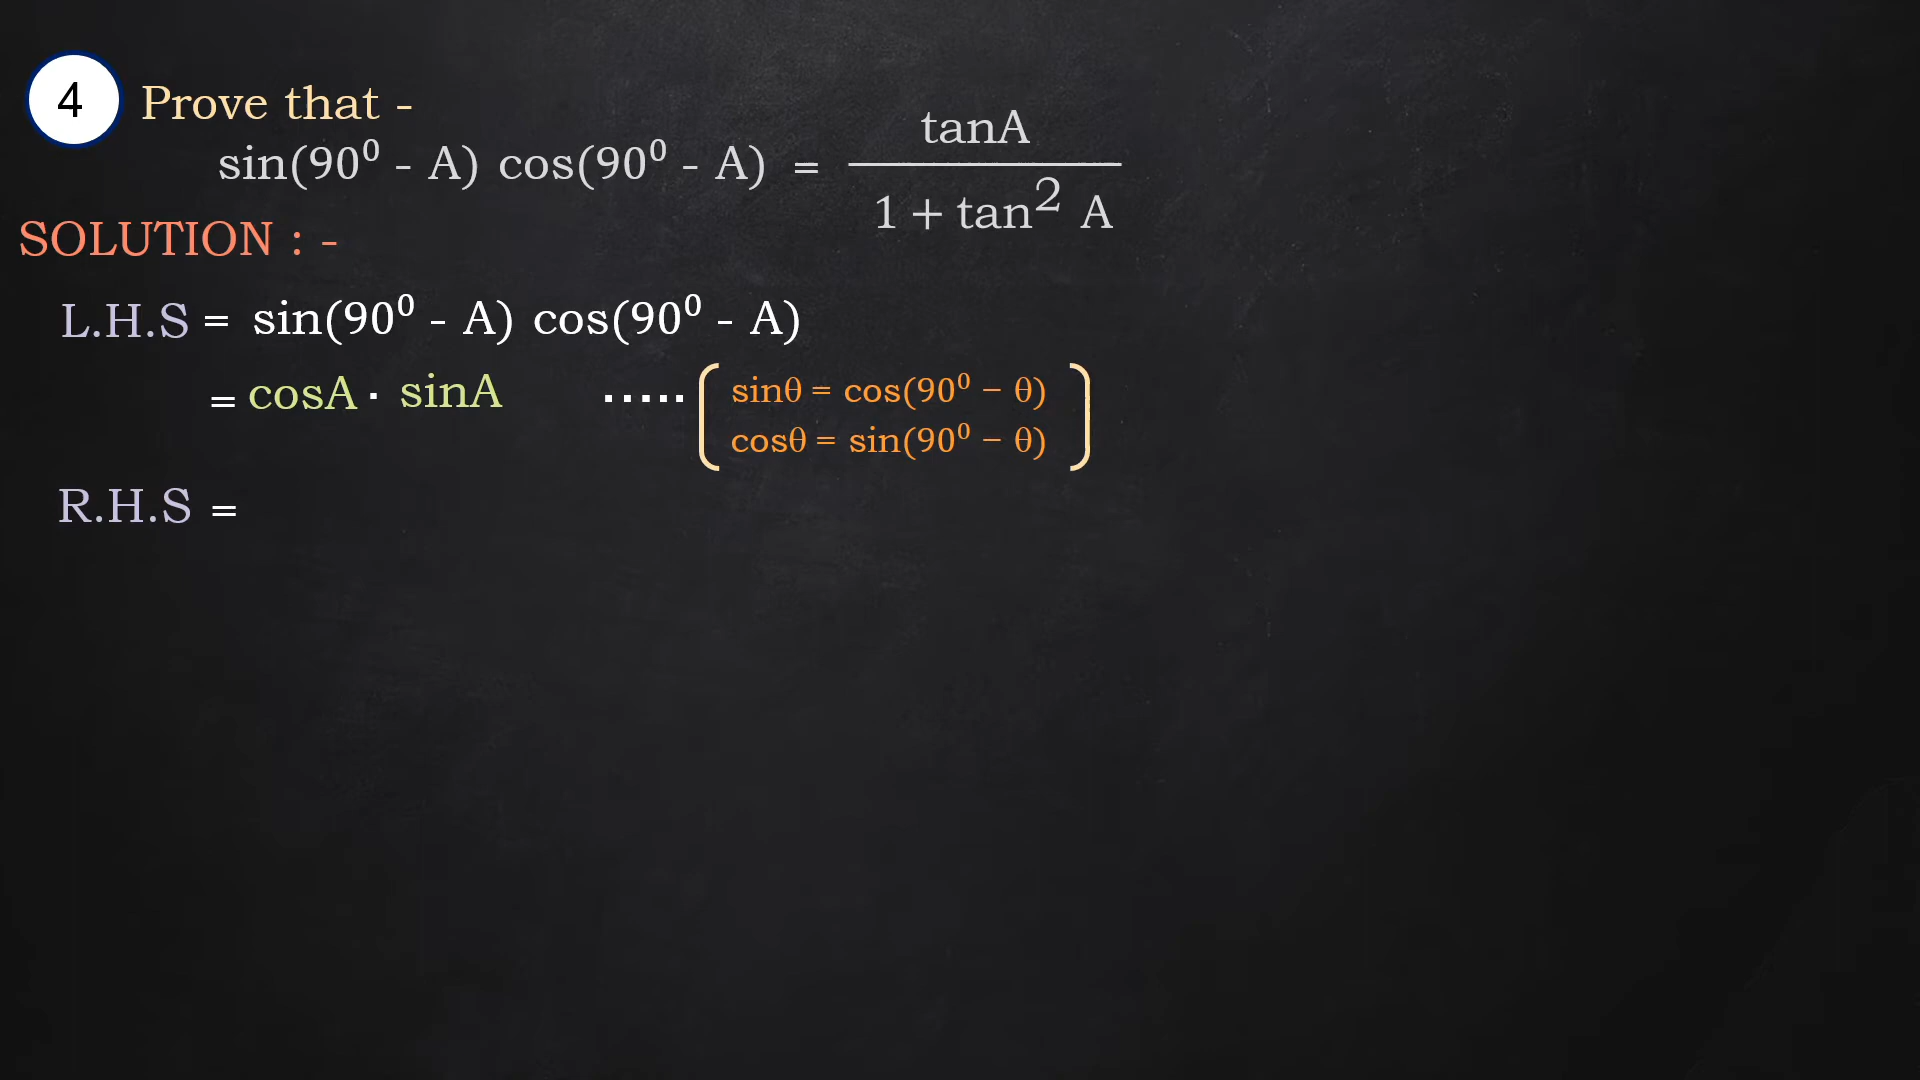 4 Prove that -
sin(90⁰ - A) cos(90⁰ - A) = tanA / 1 + tan² A
SOLUTION : -
L.H.S = sin(90⁰ - A) cos(90⁰ - A)
= cosA · sinA ..... ( sinθ = cos(90⁰ − θ)
cosθ = sin(90⁰ − θ) )
R.H.S =